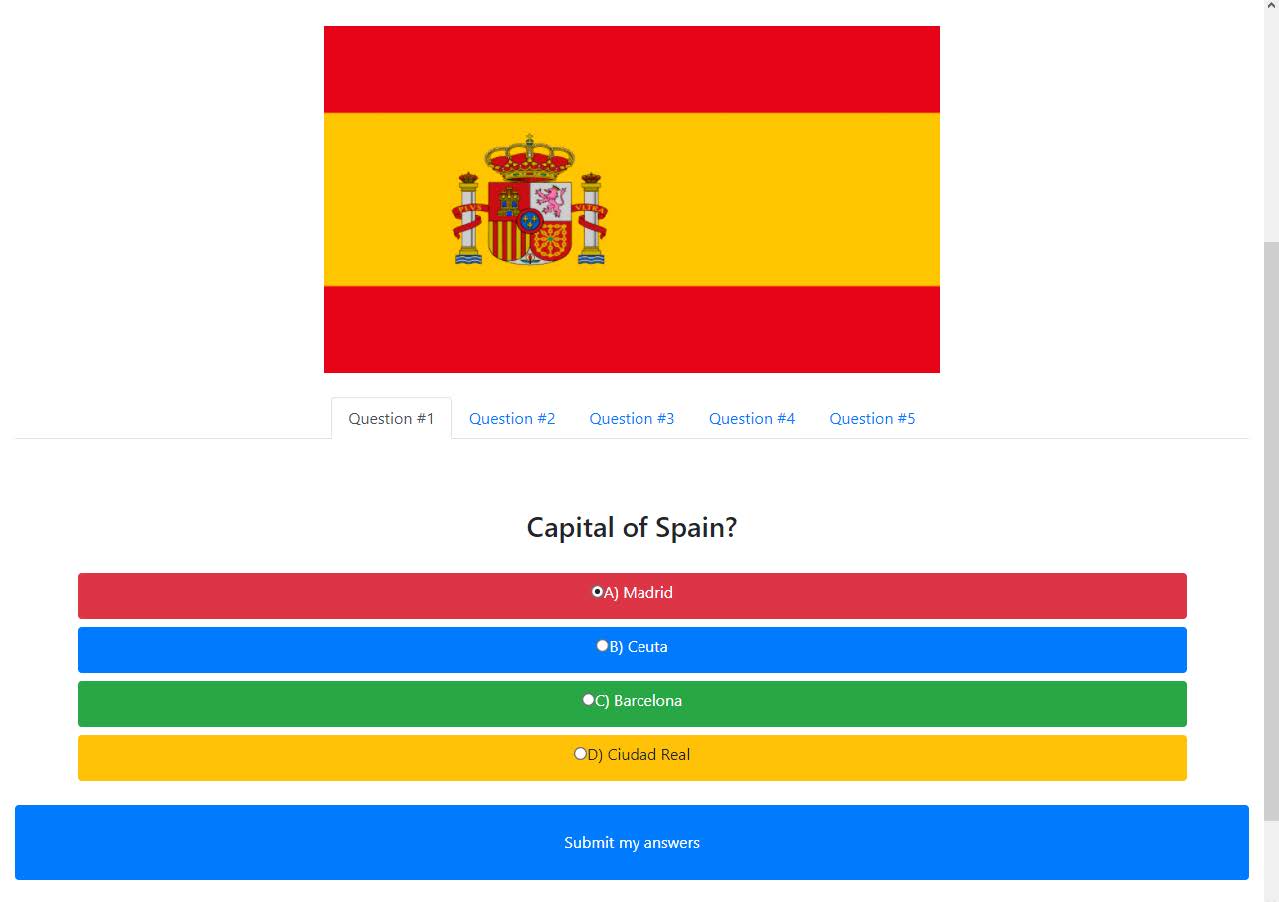 PLVS VLTRA
Question #1 Question #2 Question #3 Question #4 Question #5
Capital of Spain?
A) Madrid
B) Ceuta
C) Barcelona
D) Ciudad Real
Submit my answers